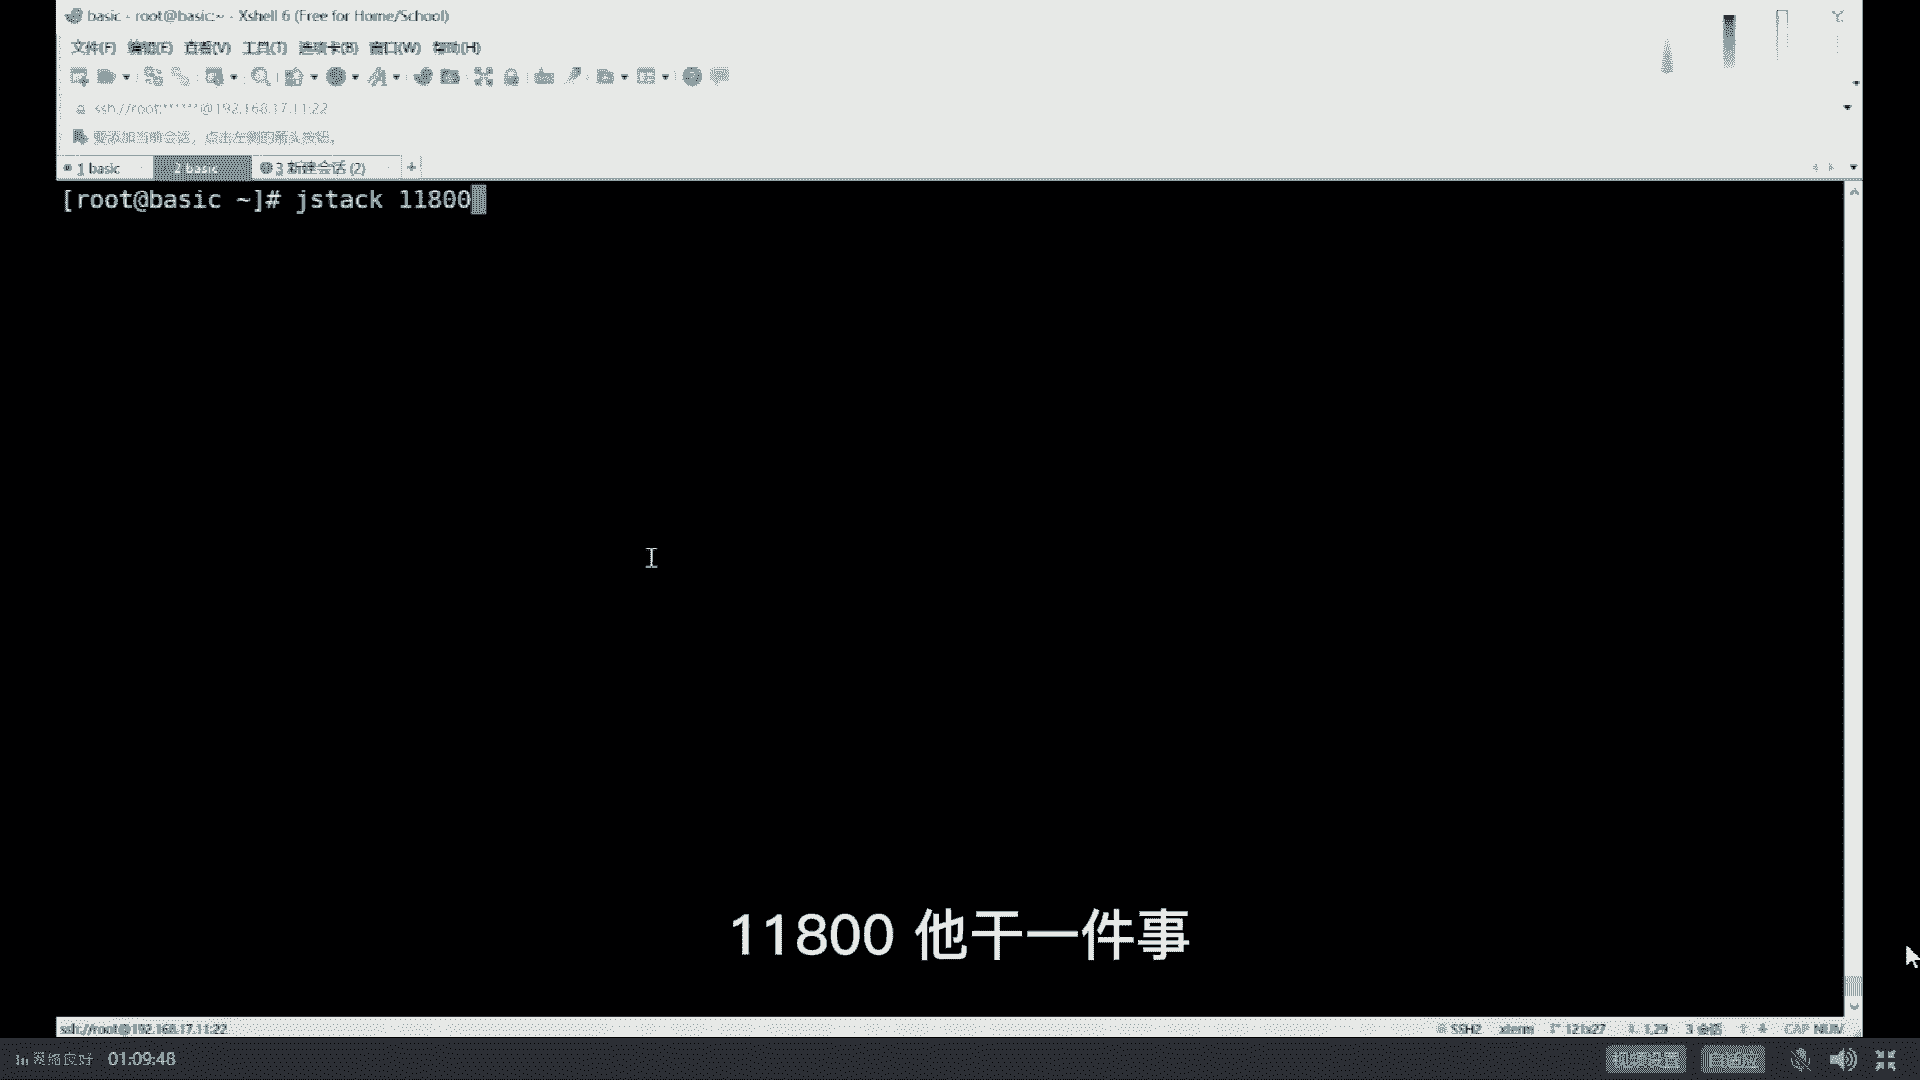 basic - root@basic:~ - Xshell 6 (Free for Home/School)
文件(F) 编辑(E) 查看(V) 工具(T) 选项卡(B) 窗口(W) 帮助(H)
ssh://root:******@192.168.17.11:22
要添加当前会话，点击左侧的箭头按钮。
1 basic 2 basic 3 新建会话 (2) +
[root@basic ~]# jstack 11800
11800 他干一件事
ssh://root@192.168.17.11:22 SSH2 xterm 121x27 1,29 3 会话 CAP NUM
网络良好 01:09:48 视频设置 自适应